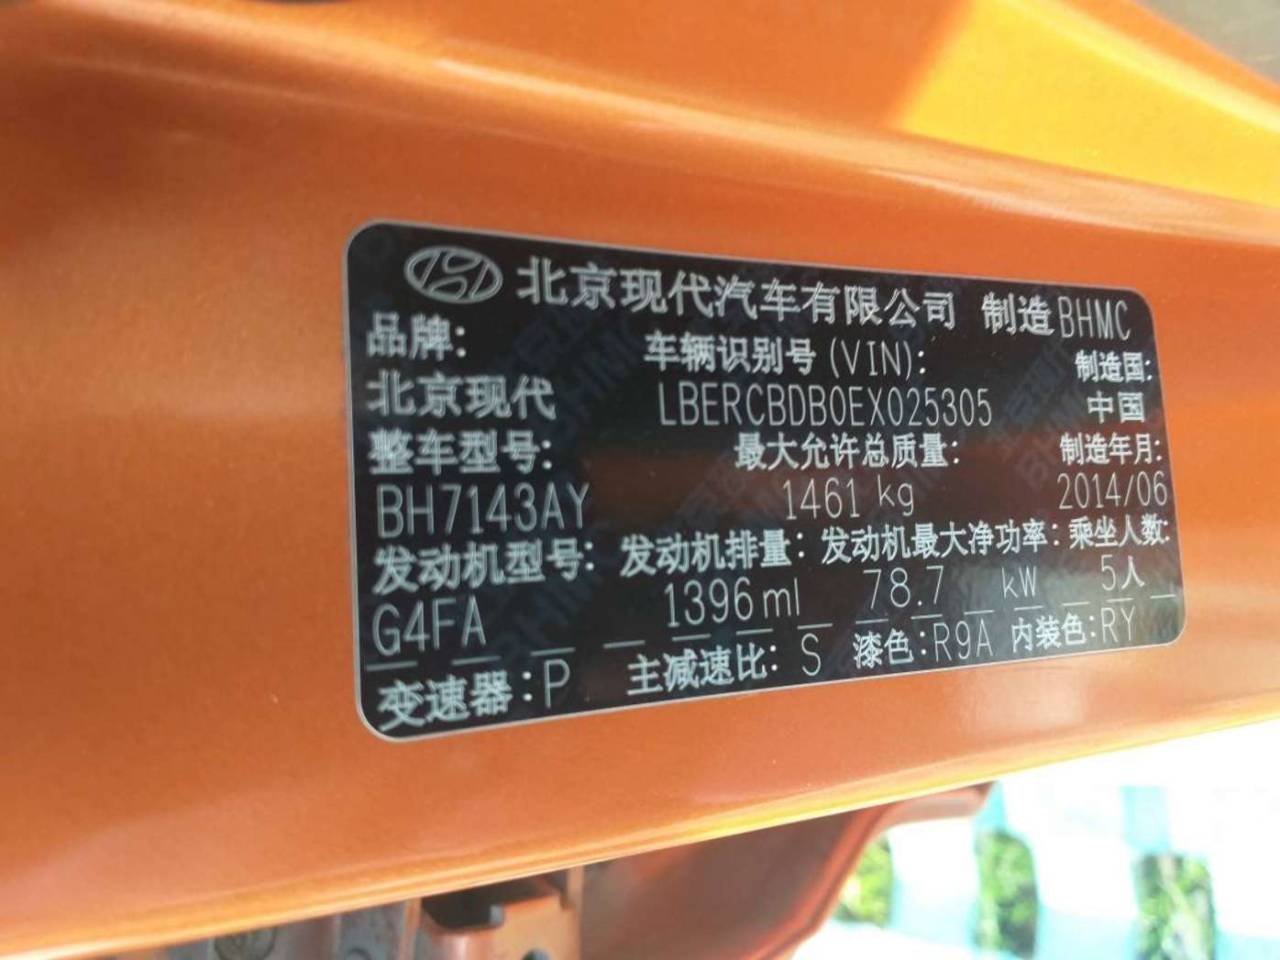 北京现代汽车有限公司 制造 BHMC
品牌: 车辆识别号 (VIN): 制造国:
北京现代 LBERCBDB0EX025305 中国
整车型号: 最大允许总质量: 制造年月:
BH7143AY 1461 kg 2014/06
发动机型号: 发动机排量: 发动机最大净功率: 乘坐人数:
G4FA 1396 ml 78.7 kW 5人
变速器: P 主减速比: S 漆色: R9A 内装色: RY